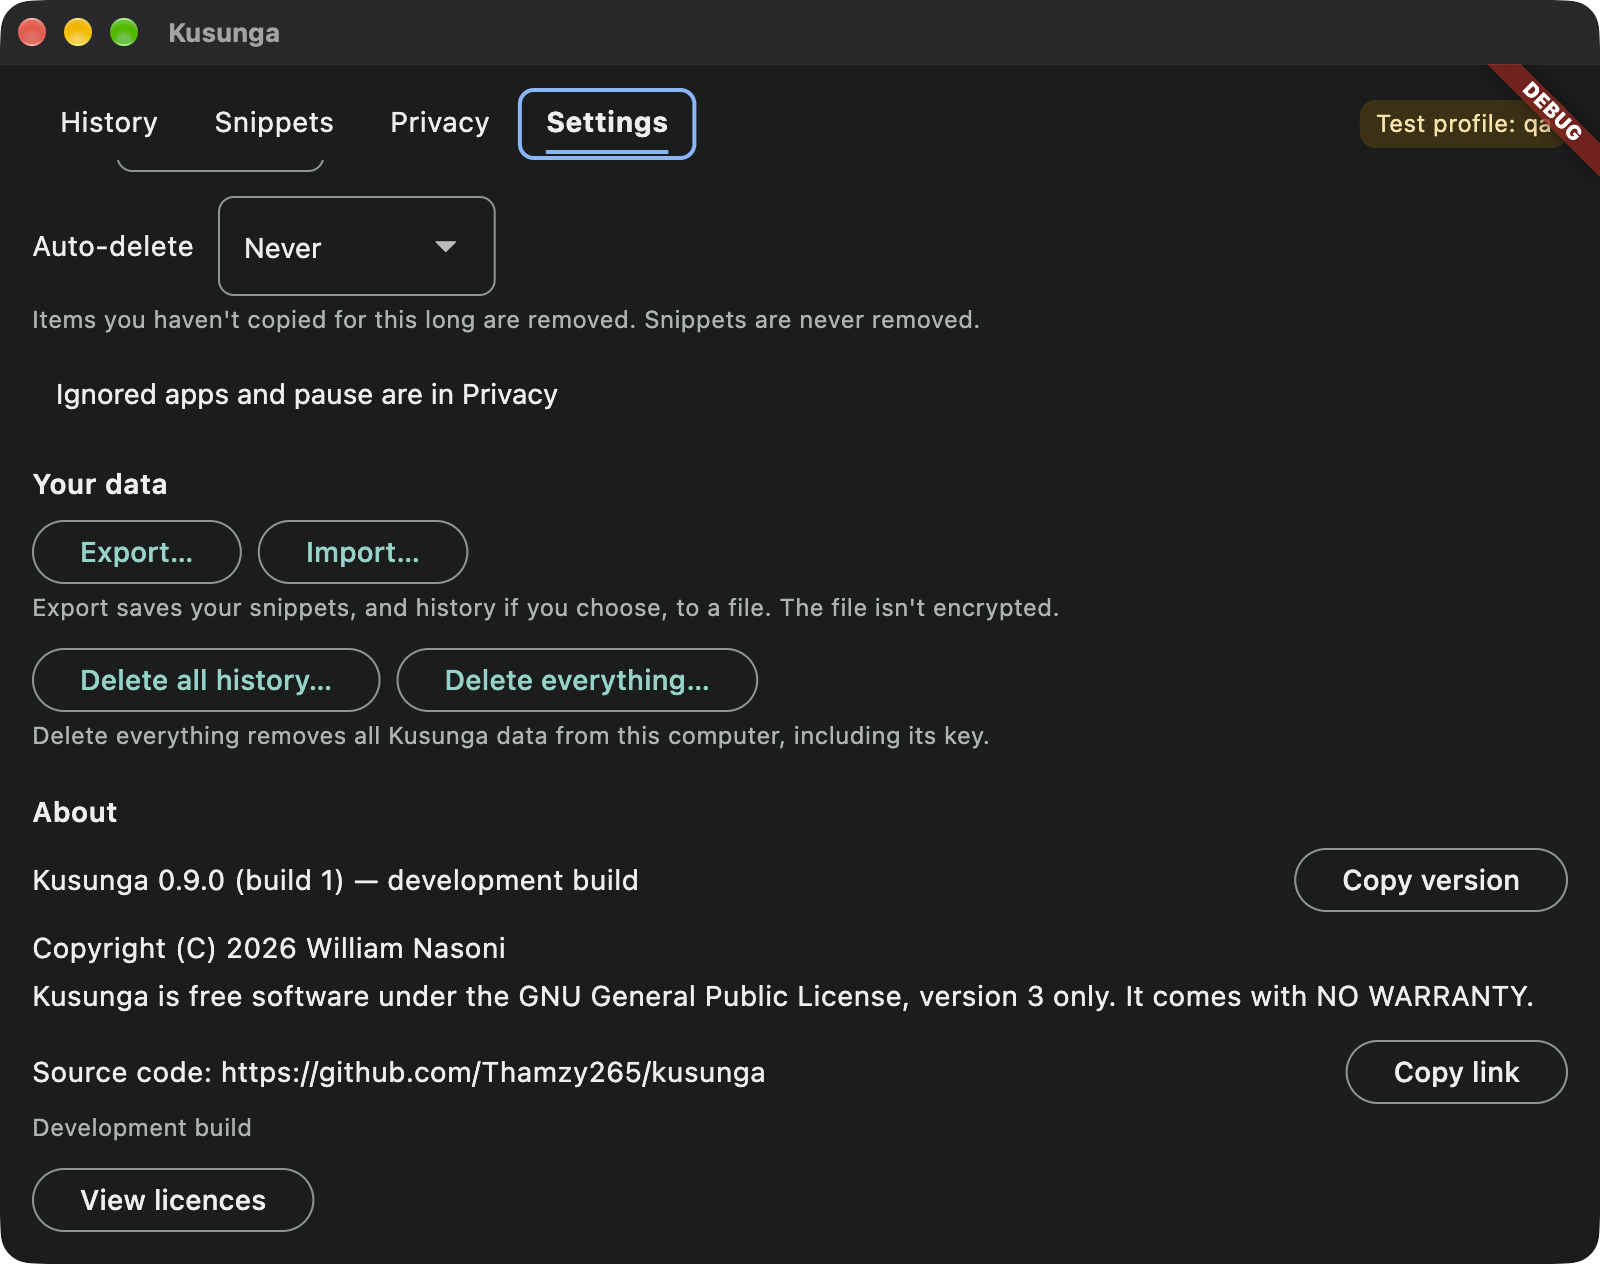 Kusunga
DEBUG
History Snippets Privacy Settings Test profile: qa
Auto-delete Never
Items you haven't copied for this long are removed. Snippets are never removed.
Ignored apps and pause are in Privacy
Your data
Export... Import...
Export saves your snippets, and history if you choose, to a file. The file isn't encrypted.
Delete all history... Delete everything...
Delete everything removes all Kusunga data from this computer, including its key.
About
Kusunga 0.9.0 (build 1) — development build Copy version
Copyright (C) 2026 William Nasoni
Kusunga is free software under the GNU General Public License, version 3 only. It comes with NO WARRANTY.
Source code: https://github.com/Thamzy265/kusunga Copy link
Development build
View licences